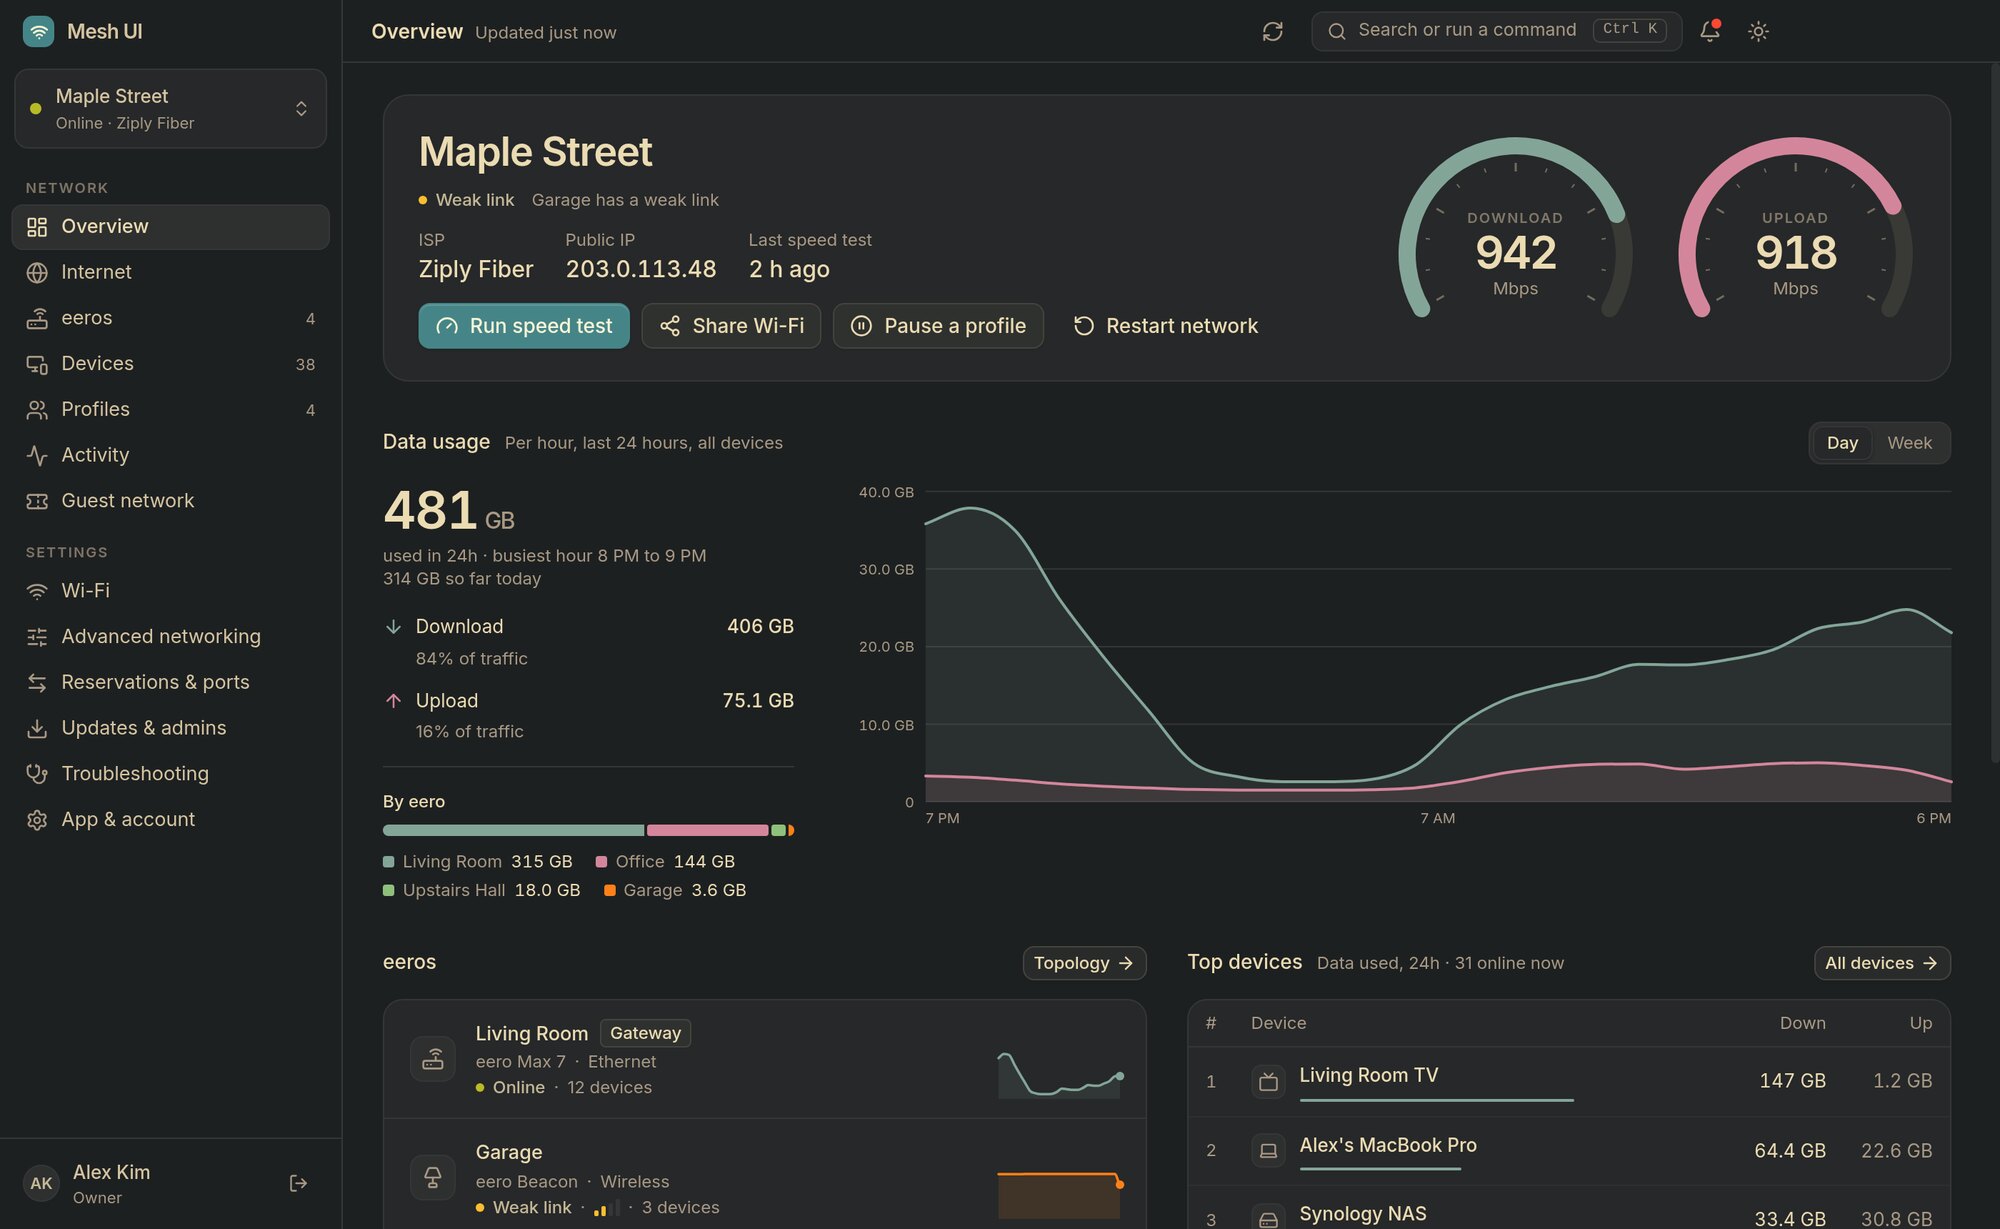 Mesh UI
Maple Street
Online · Ziply Fiber
NETWORK
Overview
Internet
eeros 4
Devices 38
Profiles 4
Activity
Guest network
SETTINGS
Wi-Fi
Advanced networking
Reservations & ports
Updates & admins
Troubleshooting
App & account
AK
Alex Kim
Owner
Overview Updated just now
Search or run a command Ctrl K
Maple Street
Weak link Garage has a weak link
ISP Public IP Last speed test
Ziply Fiber 203.0.113.48 2 h ago
Run speed test Share Wi-Fi Pause a profile Restart network
DOWNLOAD
942
Mbps
UPLOAD
918
Mbps
Data usage Per hour, last 24 hours, all devices
Day Week
481 GB
used in 24h · busiest hour 8 PM to 9 PM
314 GB so far today
Download 406 GB
84% of traffic
Upload 75.1 GB
16% of traffic
By eero
Living Room 315 GB Office 144 GB
Upstairs Hall 18.0 GB Garage 3.6 GB
40.0 GB
30.0 GB
20.0 GB
10.0 GB
0
7 PM 7 AM 6 PM
eeros
Topology
Living Room Gateway
eero Max 7 · Ethernet
Online · 12 devices
Garage
eero Beacon · Wireless
Weak link · · 3 devices
Top devices Data used, 24h · 31 online now
All devices
# Device Down Up
1 Living Room TV 147 GB 1.2 GB
2 Alex's MacBook Pro 64.4 GB 22.6 GB
3 Synology NAS 33.4 GB 30.8 GB